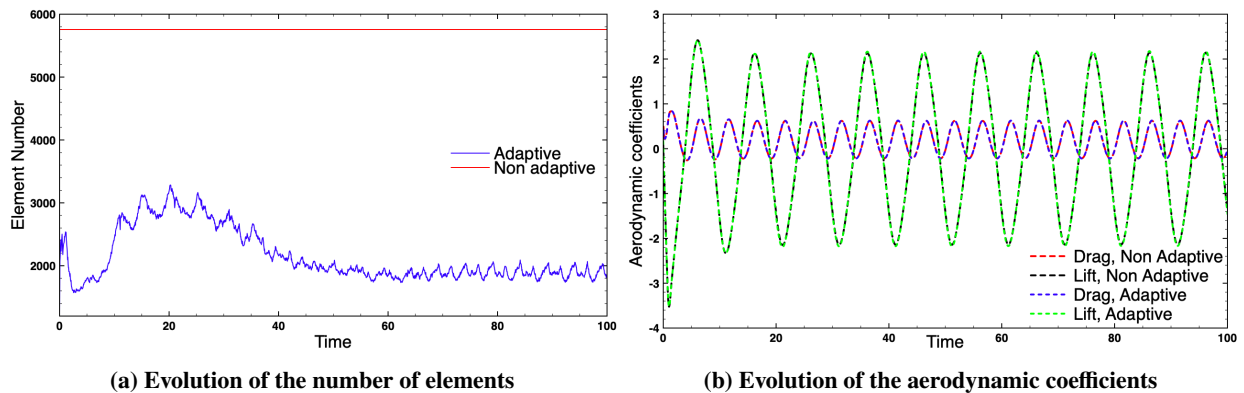 6000
5000
4000
3000
2000
Element Number
0
20
40
60
80
100
Time
Adaptive
Non adaptive
(a) Evolution of the number of elements
3
2
1
0
-1
-2
-3
-4
Aerodynamic coefficients
0
20
40
60
80
100
Time
Drag, Non Adaptive
Lift, Non Adaptive
Drag, Adaptive
Lift, Adaptive
(b) Evolution of the aerodynamic coefficients